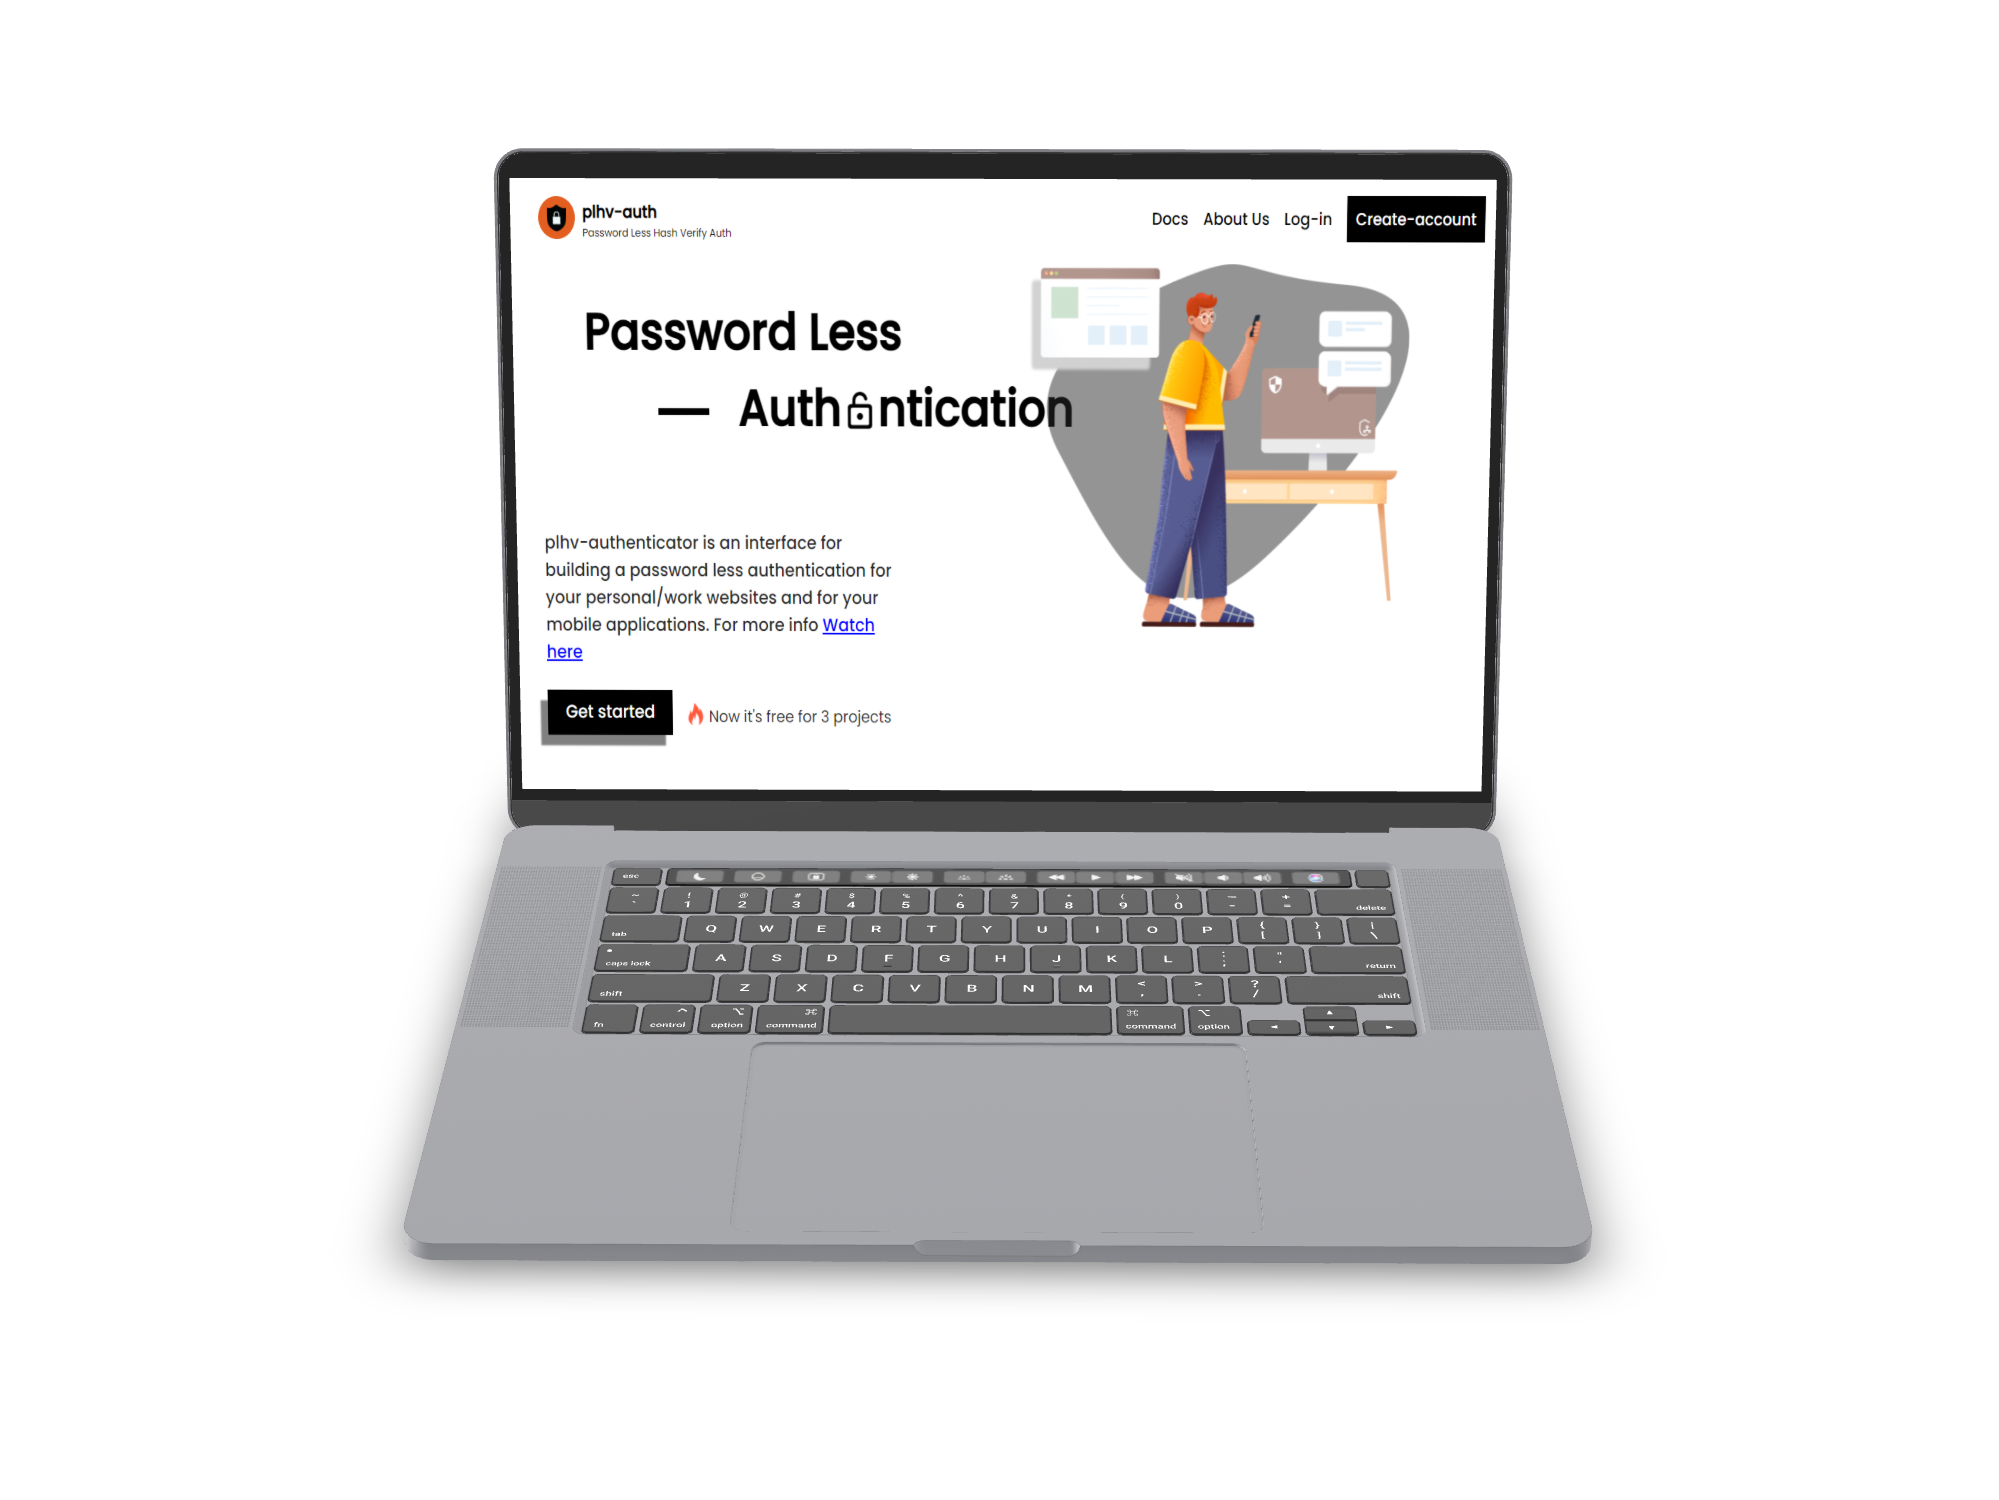 plhv-auth
Password Less Hash Verify Auth
Docs About Us Log-in Create-account
Password Less
— Auth ntication
plhv-authenticator is an interface for
building a password less authentication for
your personal/work websites and for your
mobile applications. For more info Watch
here
Get started
Now it's free for 3 projects
esc
~ ! @ # $ % ^ & * ( ) — +
` 1 2 3 4 5 6 7 8 9 0 - = delete
tab Q W E R T Y U I O P { [ } ] | \
caps lock A S D F G H J K L : ; " ' return
shift Z X C V B N M < , > . ? / shift
fn control option command command option